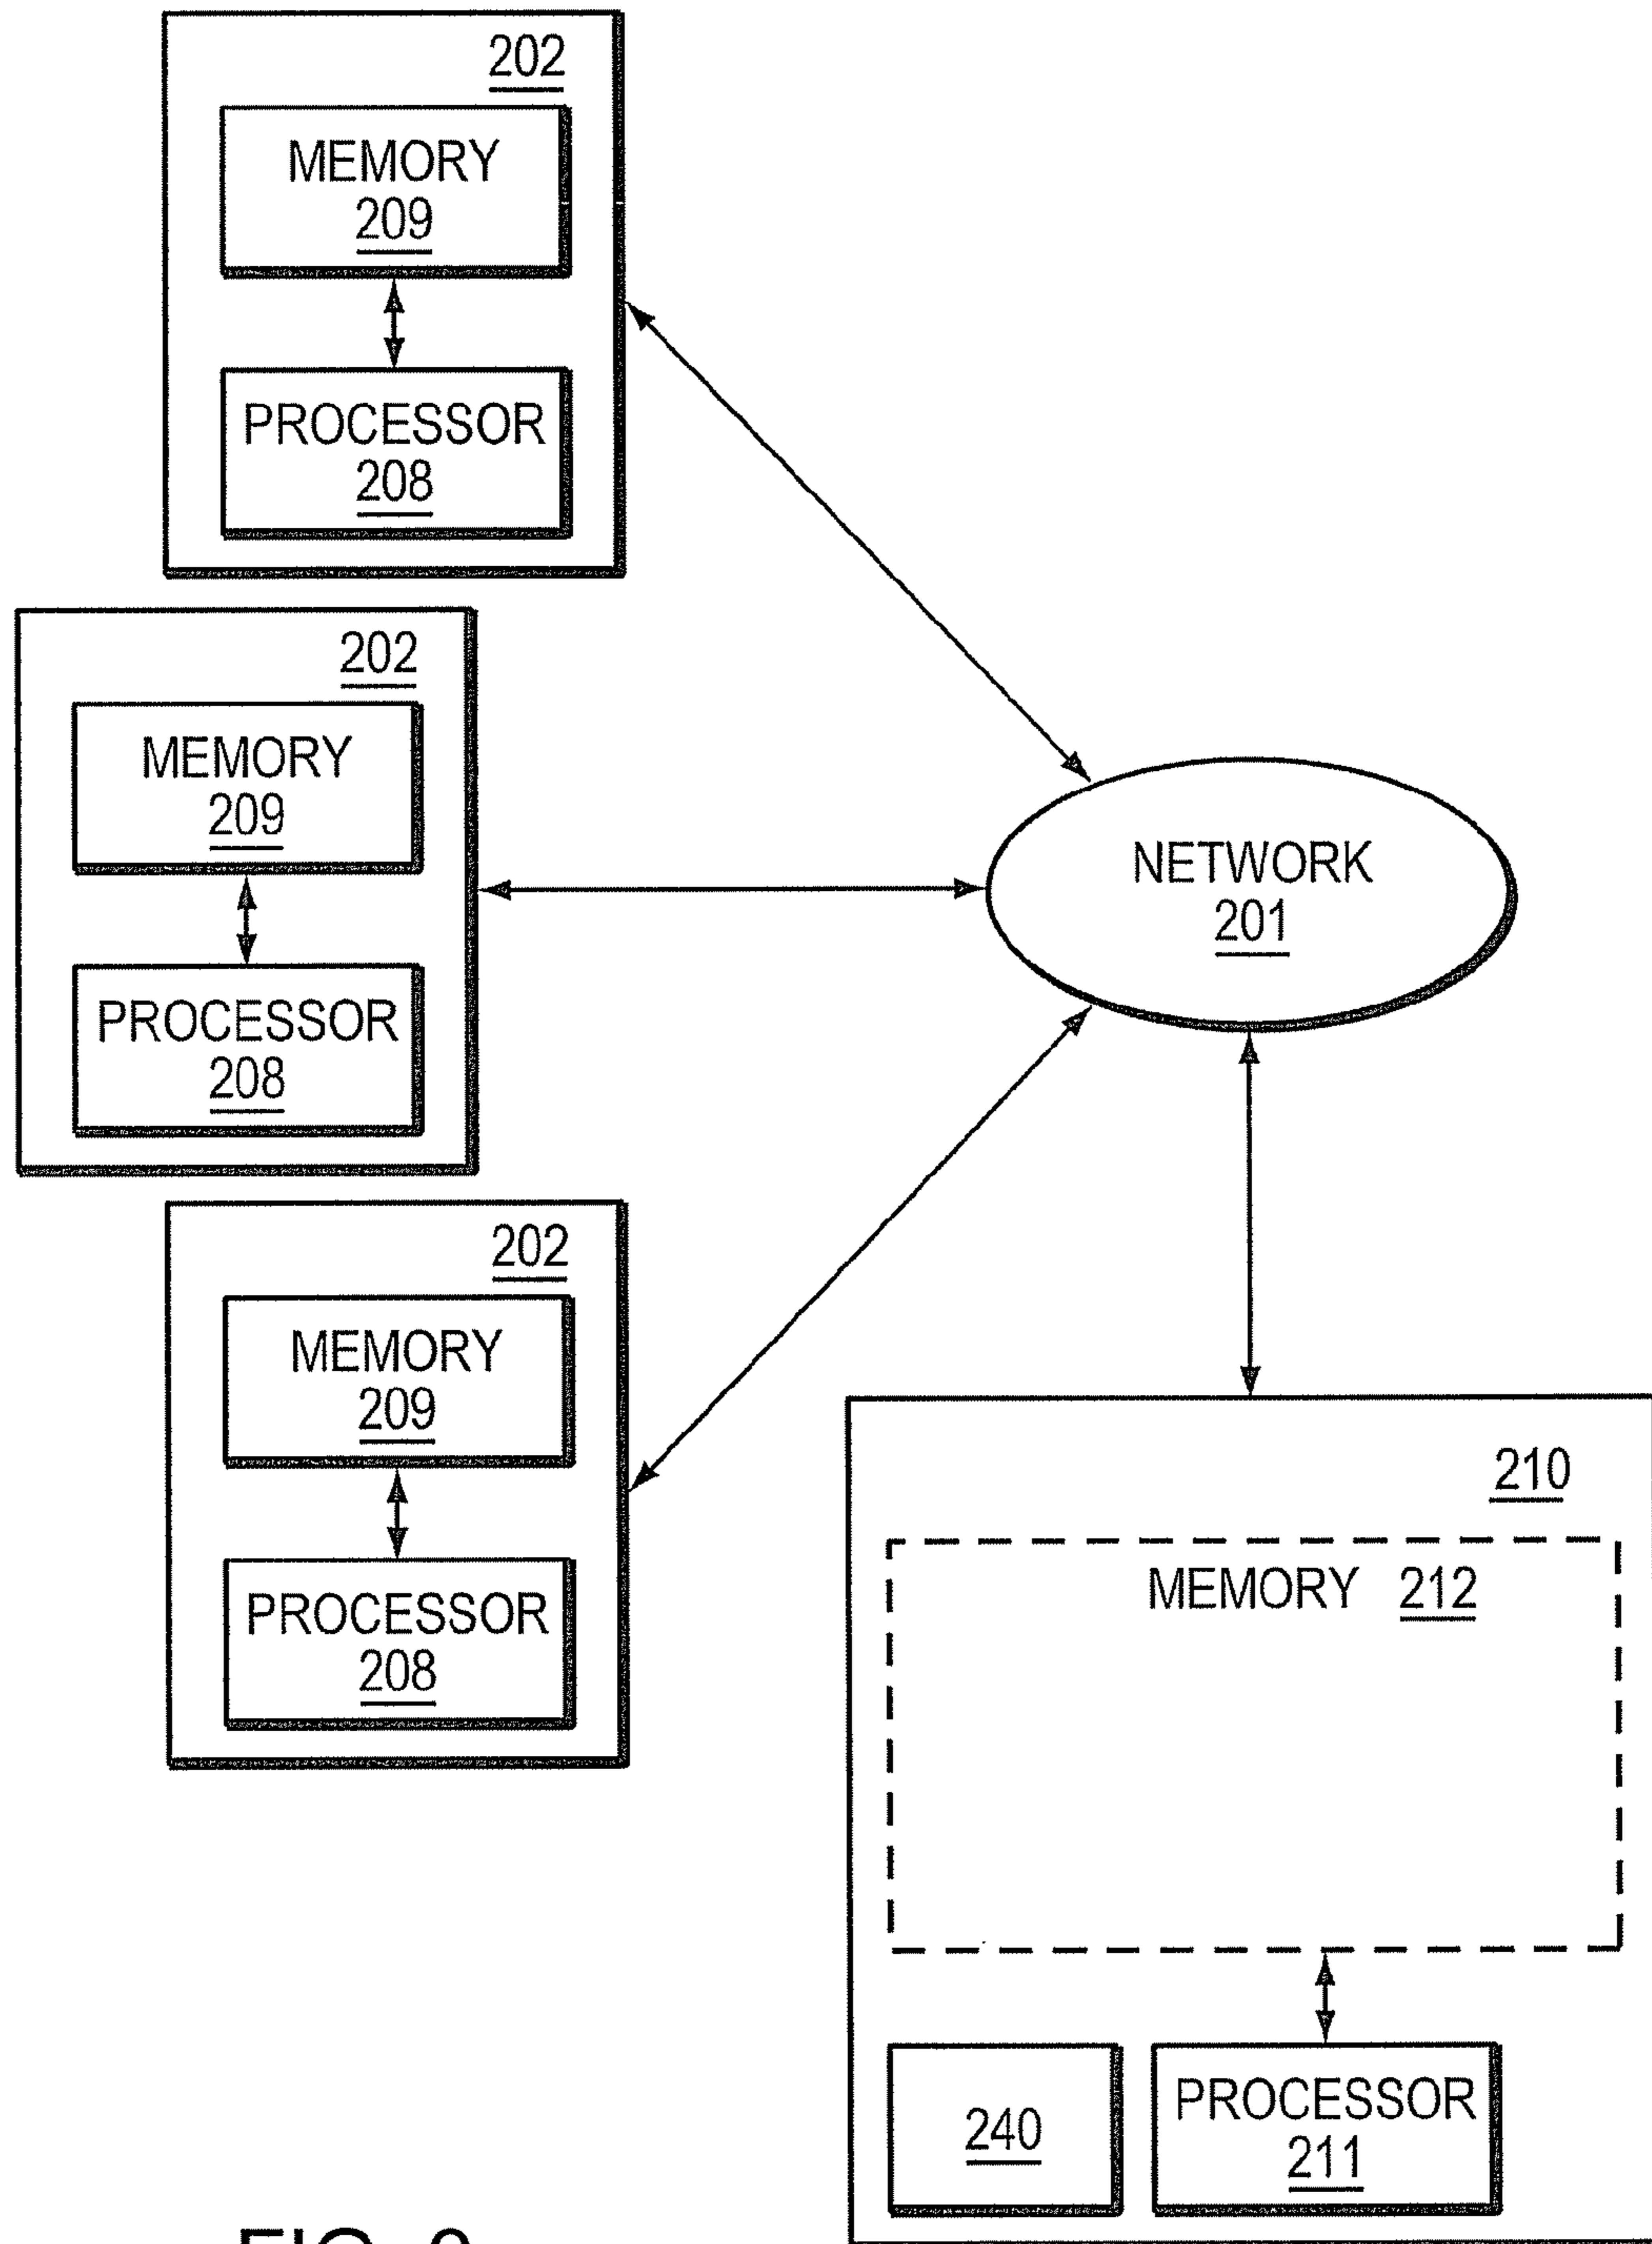 202
MEMORY
209
PROCESSOR
208
202
MEMORY
209
PROCESSOR
208
NETWORK
201
202
MEMORY
209
PROCESSOR
208
210
MEMORY 212
240
PROCESSOR
211
FIG.